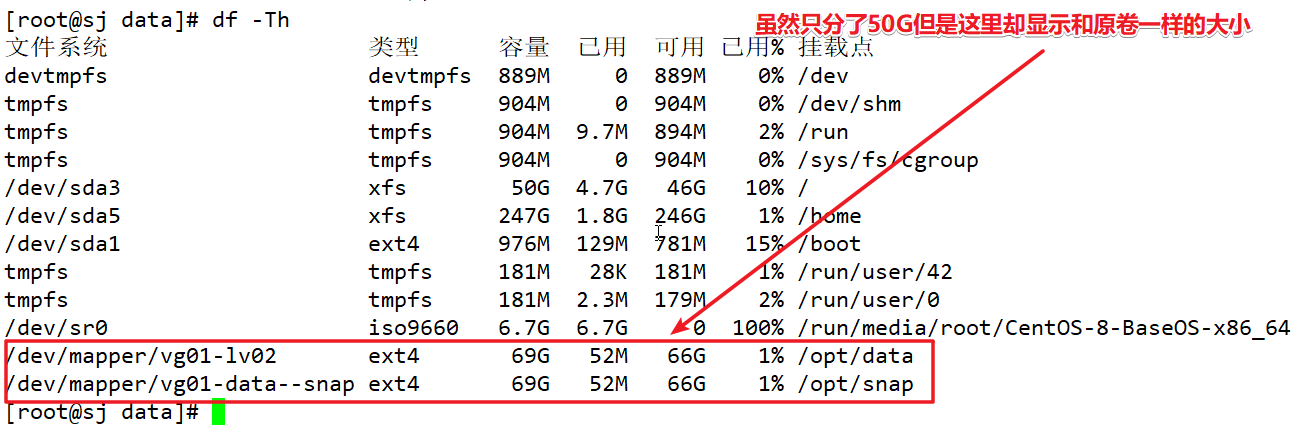 [root@sj data]# df -Th
虽然只分了50G但是这里却显示和原卷一样的大小
文件系统 类型 容量 已用 可用 已用% 挂载点
devtmpfs devtmpfs 889M 0 889M 0% /dev
tmpfs tmpfs 904M 0 904M 0% /dev/shm
tmpfs tmpfs 904M 9.7M 894M 2% /run
tmpfs tmpfs 904M 0 904M 0% /sys/fs/cgroup
/dev/sda3 xfs 50G 4.7G 46G 10% /
/dev/sda5 xfs 247G 1.8G 246G 1% /home
/dev/sda1 ext4 976M 129M 781M 15% /boot
tmpfs tmpfs 181M 28K 181M 1% /run/user/42
tmpfs tmpfs 181M 2.3M 179M 2% /run/user/0
/dev/sr0 iso9660 6.7G 6.7G 0 100% /run/media/root/CentOS-8-BaseOS-x86_64
/dev/mapper/vg01-lv02 ext4 69G 52M 66G 1% /opt/data
/dev/mapper/vg01-data--snap ext4 69G 52M 66G 1% /opt/snap
[root@sj data]#